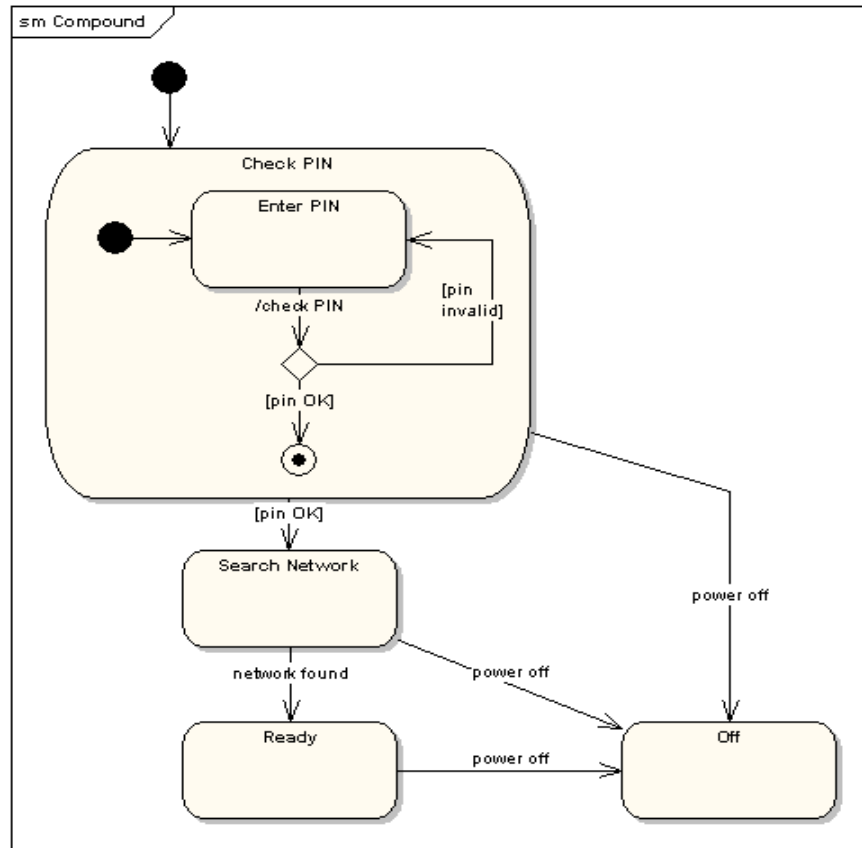 sm Compound
Check PIN
Enter PIN
[pin
invalid]
/check PIN
[pin OK]
[pin OK]
Search Network
power off
network found
power off
Ready
Off
power off